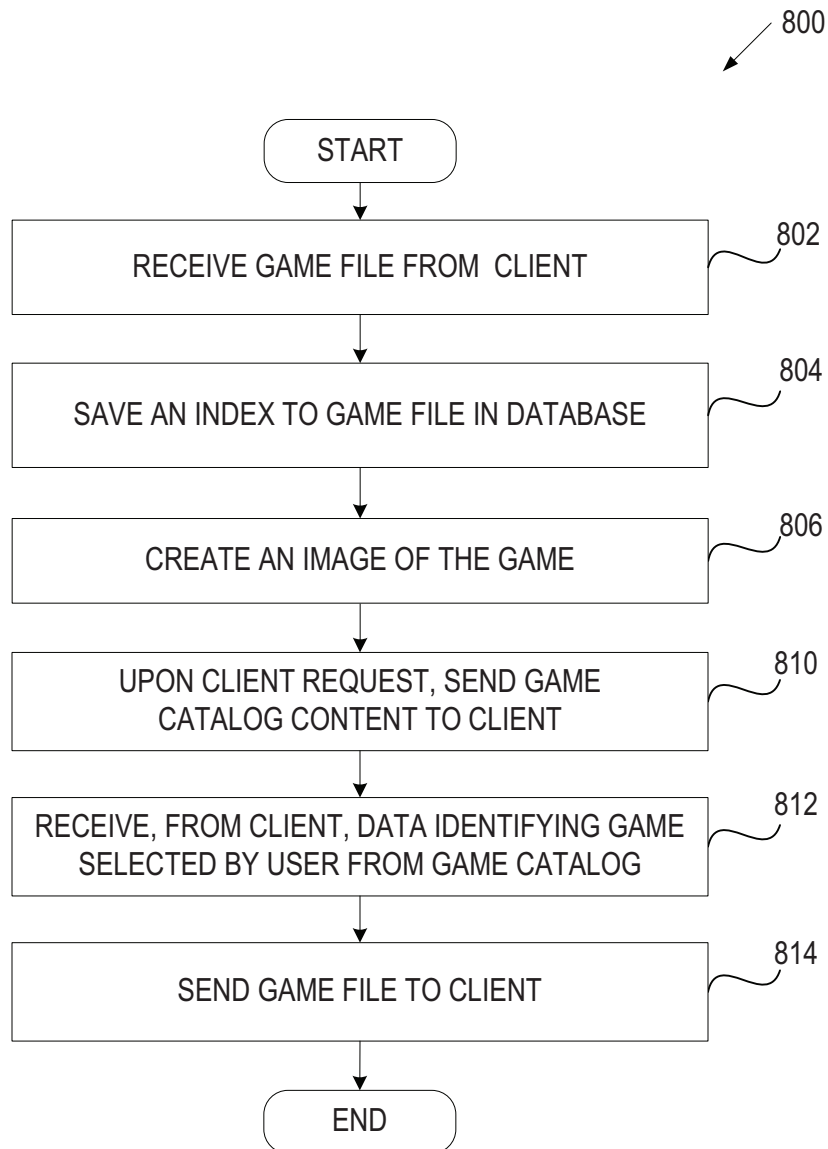 800
START
RECEIVE GAME FILE FROM CLIENT
802
SAVE AN INDEX TO GAME FILE IN DATABASE
804
CREATE AN IMAGE OF THE GAME
806
UPON CLIENT REQUEST, SEND GAME
CATALOG CONTENT TO CLIENT
810
RECEIVE, FROM CLIENT, DATA IDENTIFYING GAME
SELECTED BY USER FROM GAME CATALOG
812
SEND GAME FILE TO CLIENT
814
END